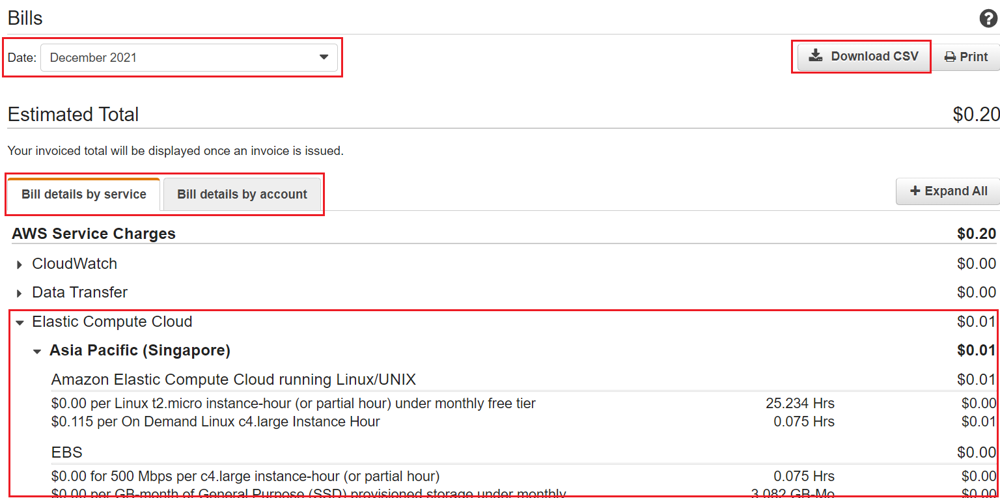 Bills
Date: December 2021
Download CSV Print
Estimated Total $0.20
Your invoiced total will be displayed once an invoice is issued.
Bill details by service Bill details by account Expand All
AWS Service Charges $0.20
CloudWatch $0.00
Data Transfer $0.00
Elastic Compute Cloud $0.01
Asia Pacific (Singapore) $0.01
Amazon Elastic Compute Cloud running Linux/UNIX $0.01
$0.00 per Linux t2.micro instance-hour (or partial hour) under monthly free tier 25.234 Hrs $0.00
$0.115 per On Demand Linux c4.large Instance Hour 0.075 Hrs $0.01
EBS $0.00
$0.00 for 500 Mbps per c4.large instance-hour (or partial hour) 0.075 Hrs $0.00
$0.00 per GB-month of General Purpose (SSD) provisioned storage under monthly 3.082 GB-Mo $0.00